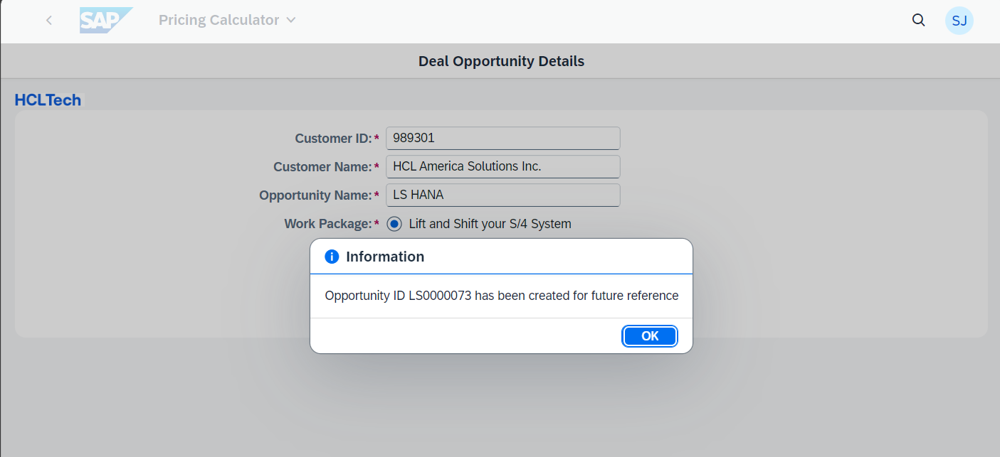 SAP Pricing Calculator SJ
Deal Opportunity Details
HCLTech
Customer ID:* 989301
Customer Name:* HCL America Solutions Inc.
Opportunity Name:* LS HANA
Work Package:* Lift and Shift your S/4 System
Information
Opportunity ID LS0000073 has been created for future reference
OK